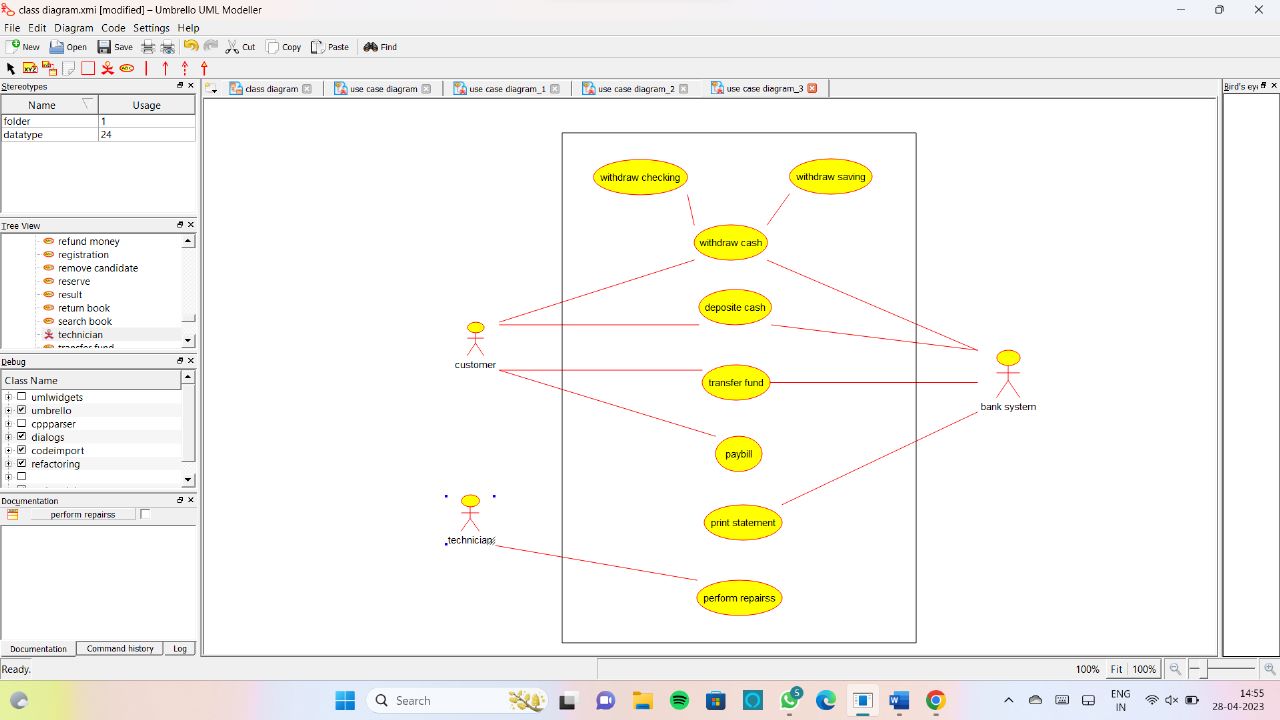 class diagram.xmi [modified] – Umbrello UML Modeller
File Edit Diagram Code Settings Help
New Open Save Cut Copy Paste Find
Stereotypes
Name Usage
folder 1
datatype 24
Tree View
refund money
registration
remove candidate
reserve
result
return book
search book
technician
transfer fund
Debug
Class Name
umlwidgets
umbrello
cppparser
dialogs
codeimport
refactoring
Documentation
perform repairss
Documentation Command history Log
Ready.
class diagram use case diagram use case diagram_1 use case diagram_2 use case diagram_3
Bird's eye
withdraw checking withdraw saving
withdraw cash
deposite cash
customer
transfer fund
bank system
paybill
print statement
technician
perform repairss
100% Fit 100%
Search
5
ENG
IN
14:55
28-04-2023